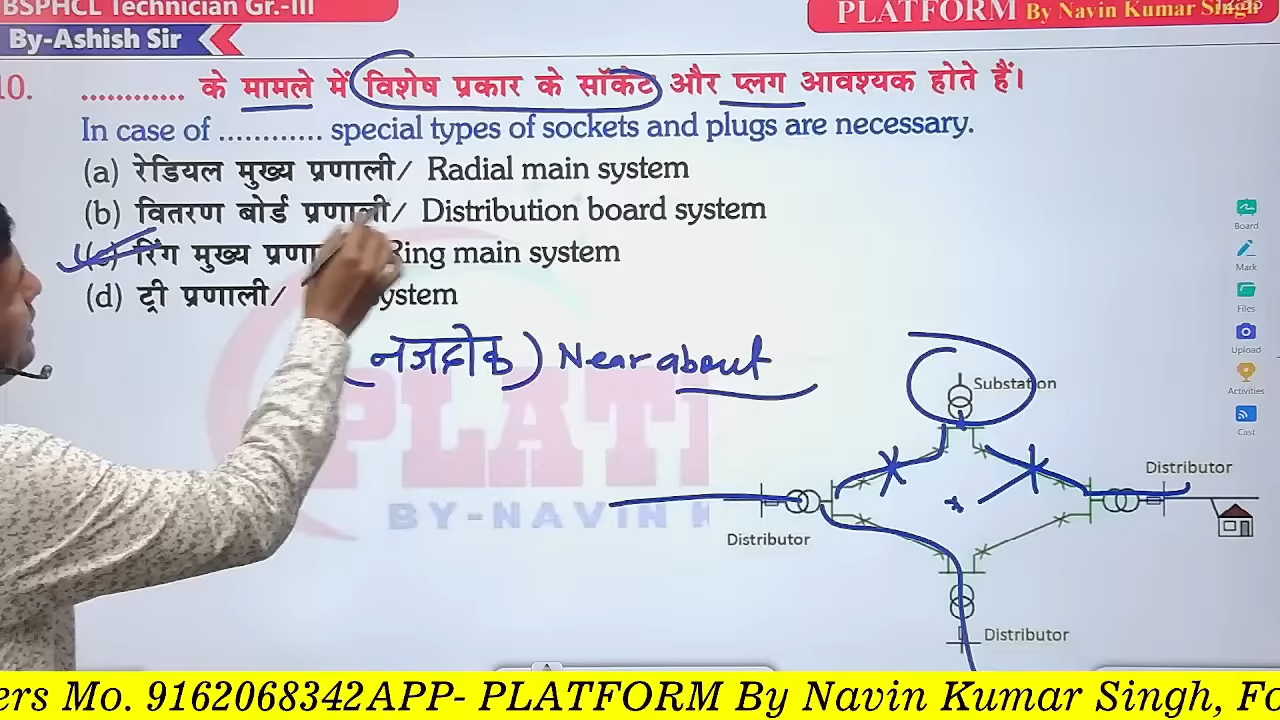 BSPHCL Technician Gr.-III
PLATFORM By Navin Kumar Singh
By-Ashish Sir
10. ............ के मामले में विशेष प्रकार के सॉकेट और प्लग आवश्यक होते हैं।
In case of ............ special types of sockets and plugs are necessary.
(a) रेडियल मुख्य प्रणाली/ Radial main system
(b) वितरण बोर्ड प्रणाली/ Distribution board system
(c) रिंग मुख्य Ring main system
(d) ट्री प्रणाली/ system
(नजदीक) Near about
Substation
Distributor
Distributor
Distributor
BY-NAVIN
Board
Mark
Files
Upload
Activities
Cast
ers Mo. 9162068342APP- PLATFORM By Navin Kumar Singh, Fo